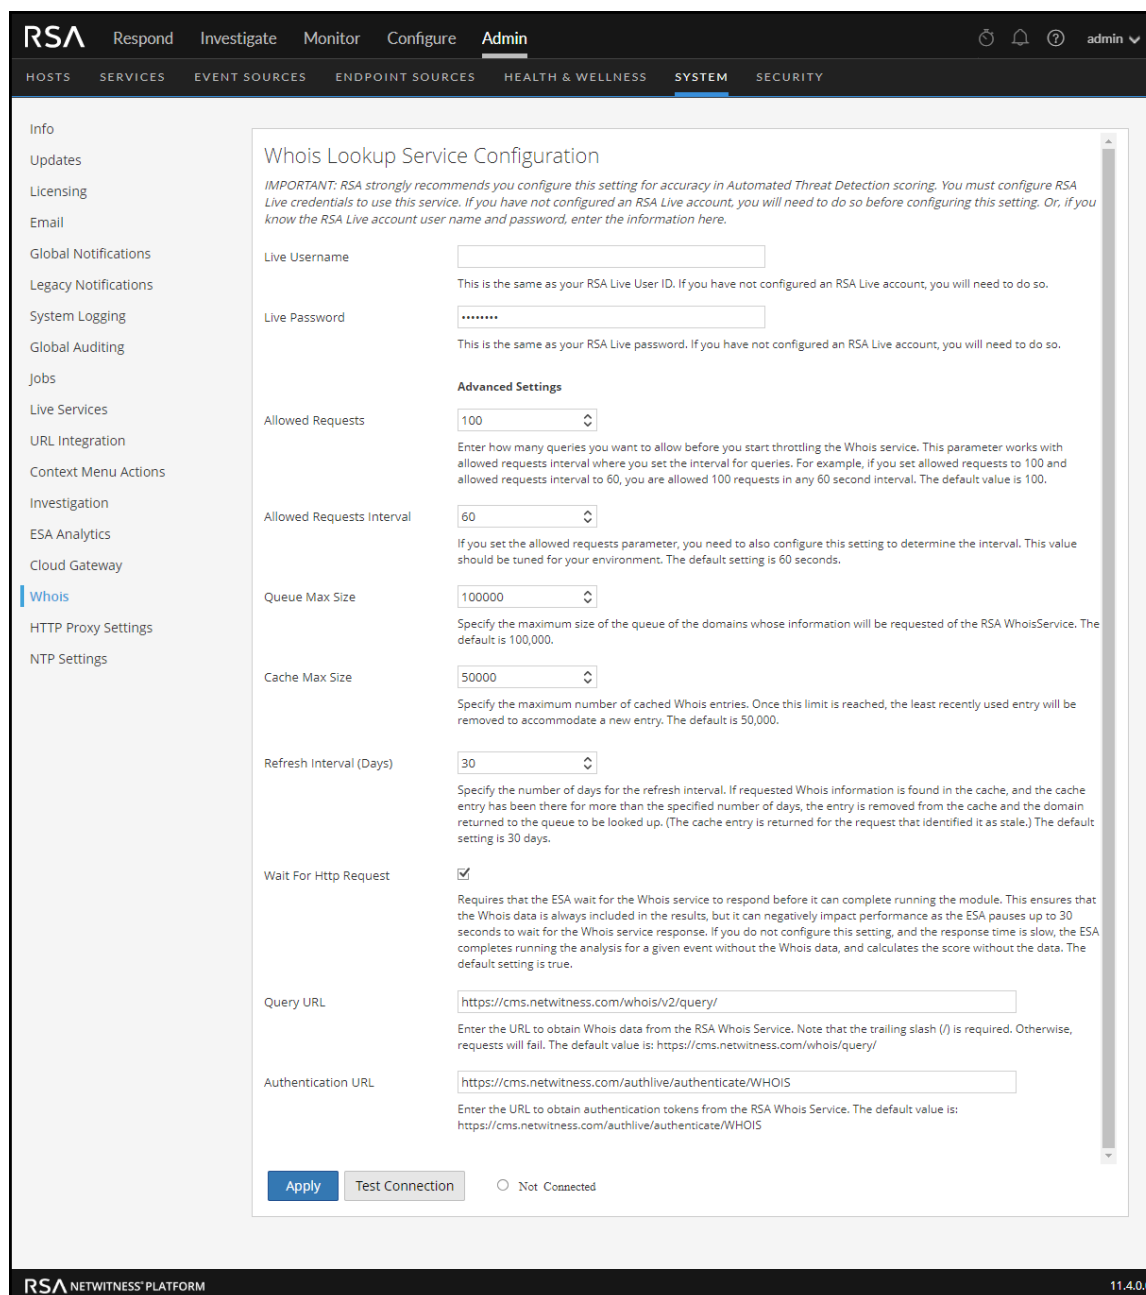 RSA Respond Investigate Monitor Configure Admin admin
HOSTS SERVICES EVENT SOURCES ENDPOINT SOURCES HEALTH & WELLNESS SYSTEM SECURITY
Info
Updates
Licensing
Email
Global Notifications
Legacy Notifications
System Logging
Global Auditing
Jobs
Live Services
URL Integration
Context Menu Actions
Investigation
ESA Analytics
Cloud Gateway
Whois
HTTP Proxy Settings
NTP Settings
Whois Lookup Service Configuration
IMPORTANT: RSA strongly recommends you configure this setting for accuracy in Automated Threat Detection scoring. You must configure RSA
Live credentials to use this service. If you have not configured an RSA Live account, you will need to do so before configuring this setting. Or, if you
know the RSA Live account user name and password, enter the information here.
Live Username
This is the same as your RSA Live User ID. If you have not configured an RSA Live account, you will need to do so.
Live Password ••••••••
This is the same as your RSA Live password. If you have not configured an RSA Live account, you will need to do so.
Advanced Settings
Allowed Requests 100
Enter how many queries you want to allow before you start throttling the Whois service. This parameter works with
allowed requests interval where you set the interval for queries. For example, if you set allowed requests to 100 and
allowed requests interval to 60, you are allowed 100 requests in any 60 second interval. The default value is 100.
Allowed Requests Interval 60
If you set the allowed requests parameter, you need to also configure this setting to determine the interval. This value
should be tuned for your environment. The default setting is 60 seconds.
Queue Max Size 100000
Specify the maximum size of the queue of the domains whose information will be requested of the RSA WhoisService. The
default is 100,000.
Cache Max Size 50000
Specify the maximum number of cached Whois entries. Once this limit is reached, the least recently used entry will be
removed to accommodate a new entry. The default is 50,000.
Refresh Interval (Days) 30
Specify the number of days for the refresh interval. If requested Whois information is found in the cache, and the cache
entry has been there for more than the specified number of days, the entry is removed from the cache and the domain
returned to the queue to be looked up. (The cache entry is returned for the request that identified it as stale.) The default
setting is 30 days.
Wait For Http Request
Requires that the ESA wait for the Whois service to respond before it can complete running the module. This ensures that
the Whois data is always included in the results, but it can negatively impact performance as the ESA pauses up to 30
seconds to wait for the Whois service response. If you do not configure this setting, and the response time is slow, the ESA
completes running the analysis for a given event without the Whois data, and calculates the score without the data. The
default setting is true.
Query URL https://cms.netwitness.com/whois/v2/query/
Enter the URL to obtain Whois data from the RSA Whois Service. Note that the trailing slash (/) is required. Otherwise,
requests will fail. The default value is: https://cms.netwitness.com/whois/query/
Authentication URL https://cms.netwitness.com/authlive/authenticate/WHOIS
Enter the URL to obtain authentication tokens from the RSA Whois Service. The default value is:
https://cms.netwitness.com/authlive/authenticate/WHOIS
Apply Test Connection Not Connected
RSA NETWITNESS PLATFORM 11.4.0.